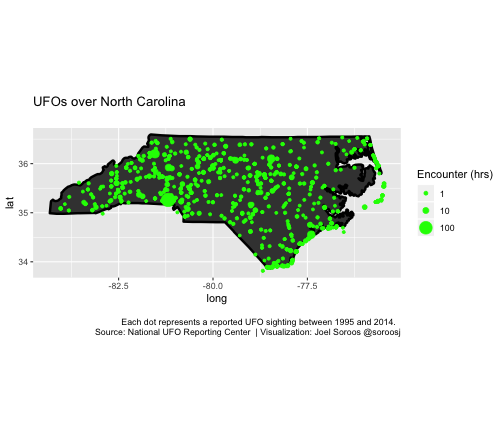 UFOs over North Carolina
lat
36
35
34
-82.5
-80.0
-77.5
long
Encounter (hrs)
1
10
100
Each dot represents a reported UFO sighting between 1995 and 2014.
Source: National UFO Reporting Center | Visualization: Joel Soroos @soroosj